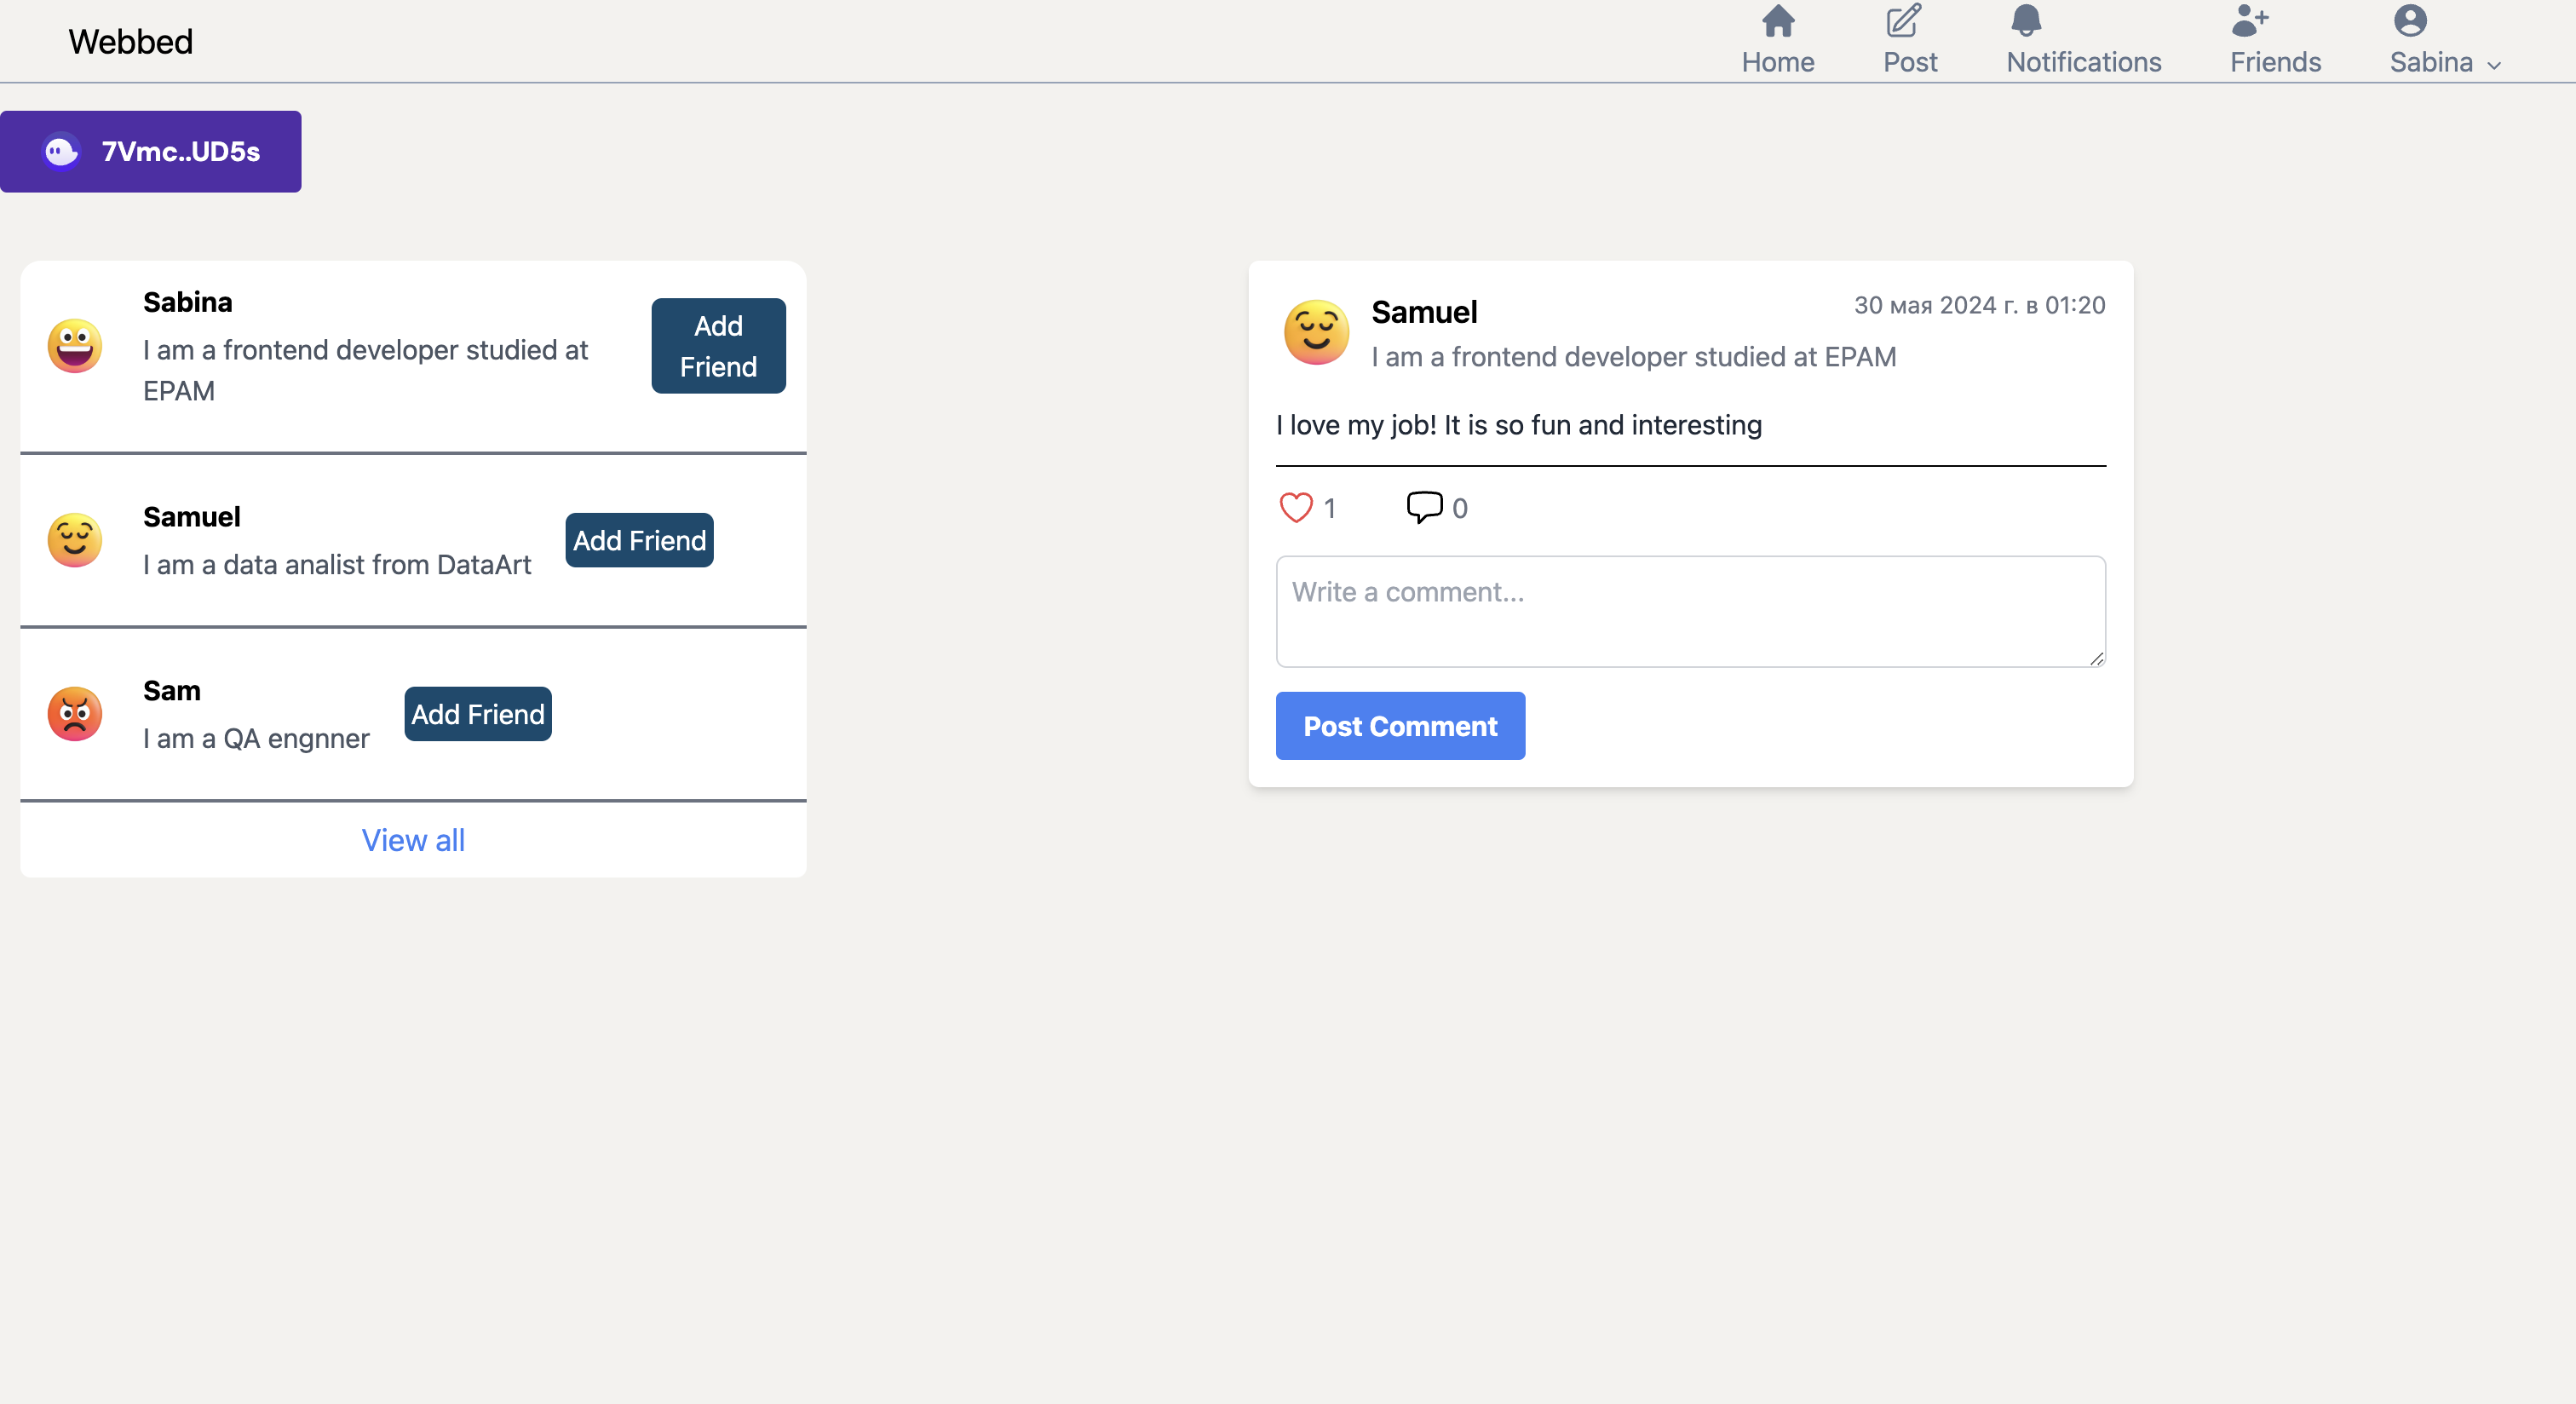 Webbed
Home
Post
Notifications
Friends
Sabina
7Vmc..UD5s
Sabina
I am a frontend developer studied at
EPAM
Add
Friend
Samuel
I am a data analist from DataArt
Add Friend
Sam
I am a QA engnner
Add Friend
View all
Samuel
30 мая 2024 г. в 01:20
I am a frontend developer studied at EPAM
I love my job! It is so fun and interesting
1
0
Write a comment...
Post Comment